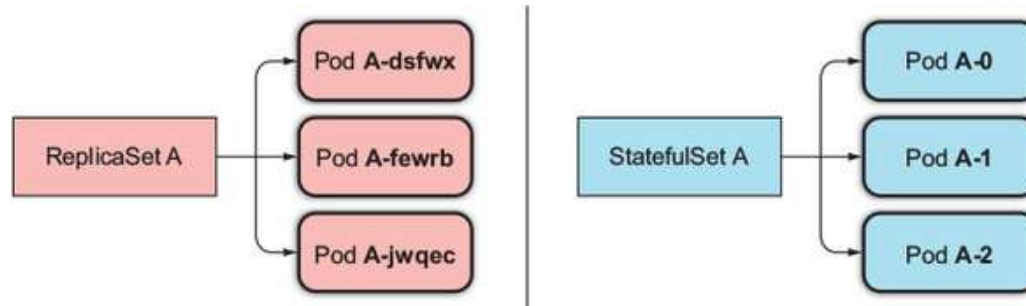 ReplicaSet A
Pod A-dsfwx
Pod A-fewrb
Pod A-jwqec
StatefulSet A
Pod A-0
Pod A-1
Pod A-2